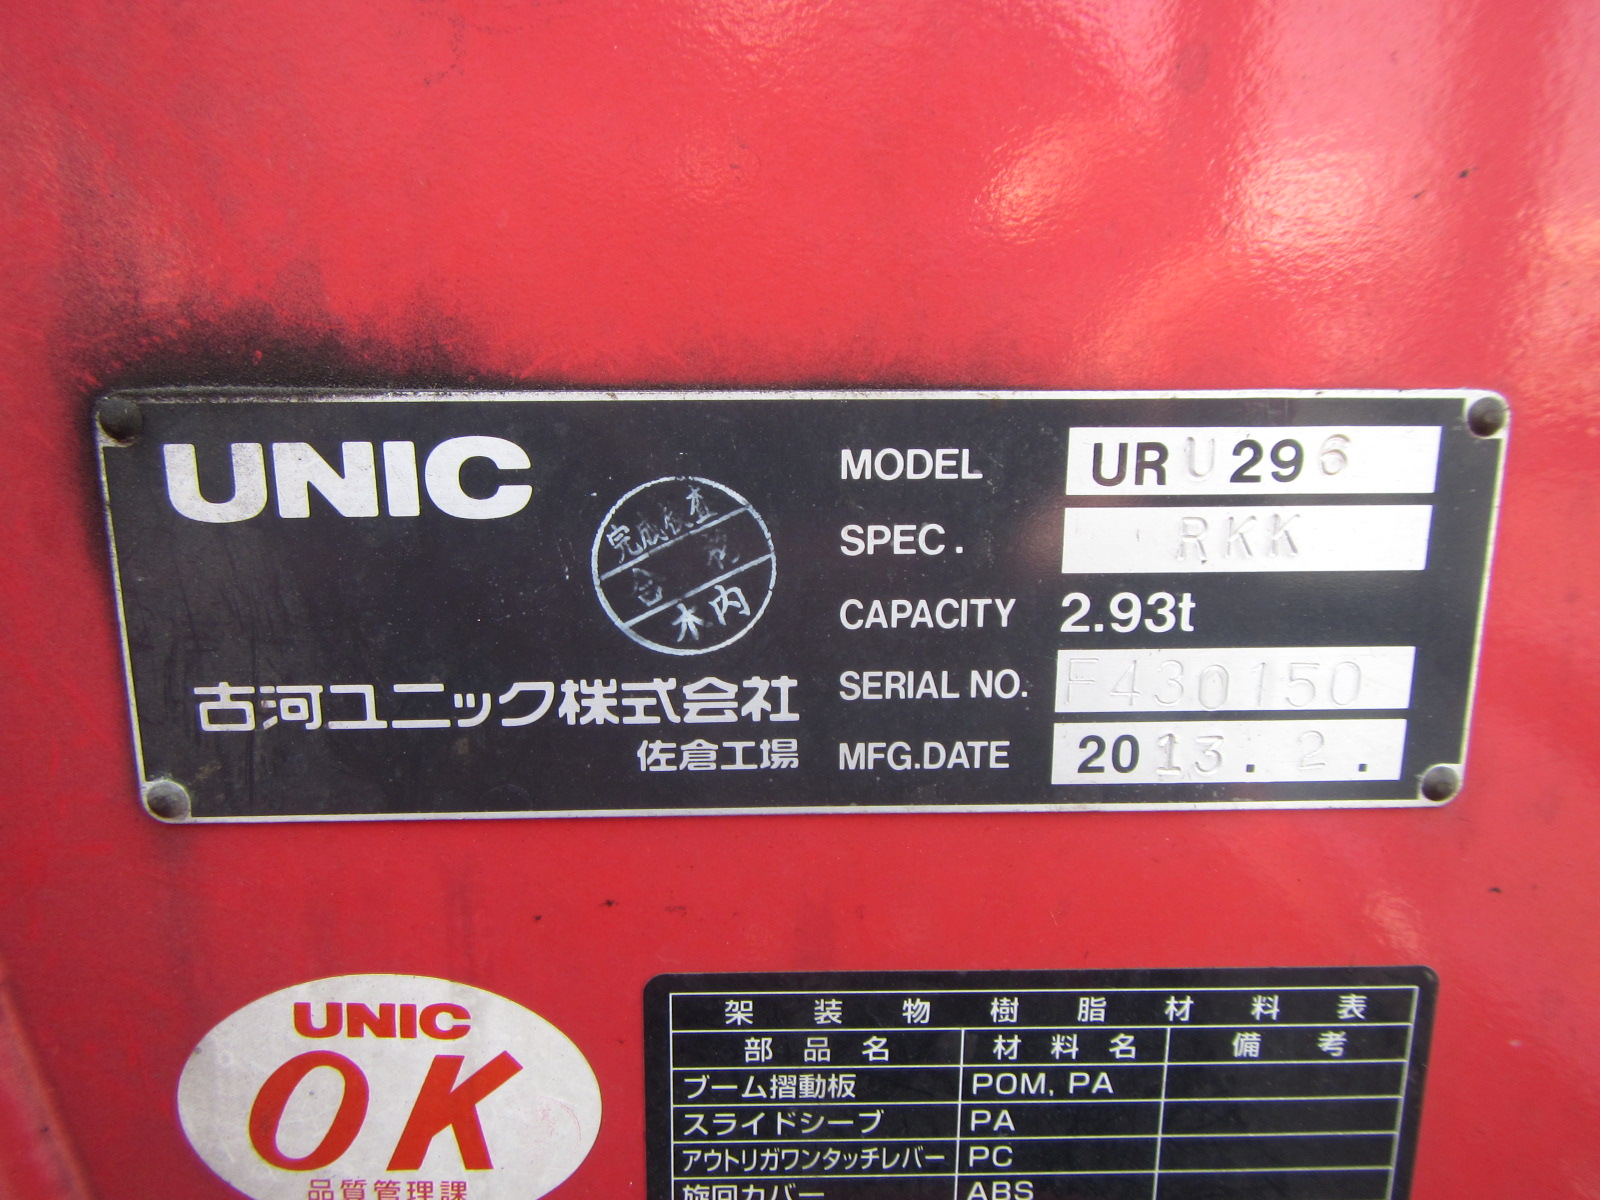 UNIC
完成検査
合 格
木内
古河ユニック株式会社
佐倉工場
MODEL URU296
SPEC. RKK
CAPACITY 2.93t
SERIAL NO. F430150
MFG.DATE 2013. 2.
UNIC
OK
品質管理課
架装物樹脂材料表
部品名 材料名 備考
ブーム摺動板 POM, PA
スライドシーブ PA
アウトリガワンタッチレバー PC
旋回カバー ABS